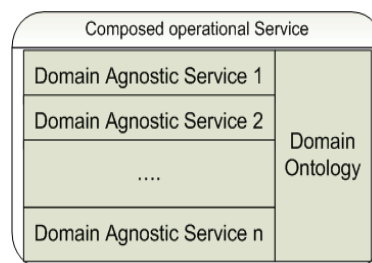 Composed operational Service
Domain Agnostic Service 1
Domain Agnostic Service 2
....
Domain Agnostic Service n
Domain
Ontology